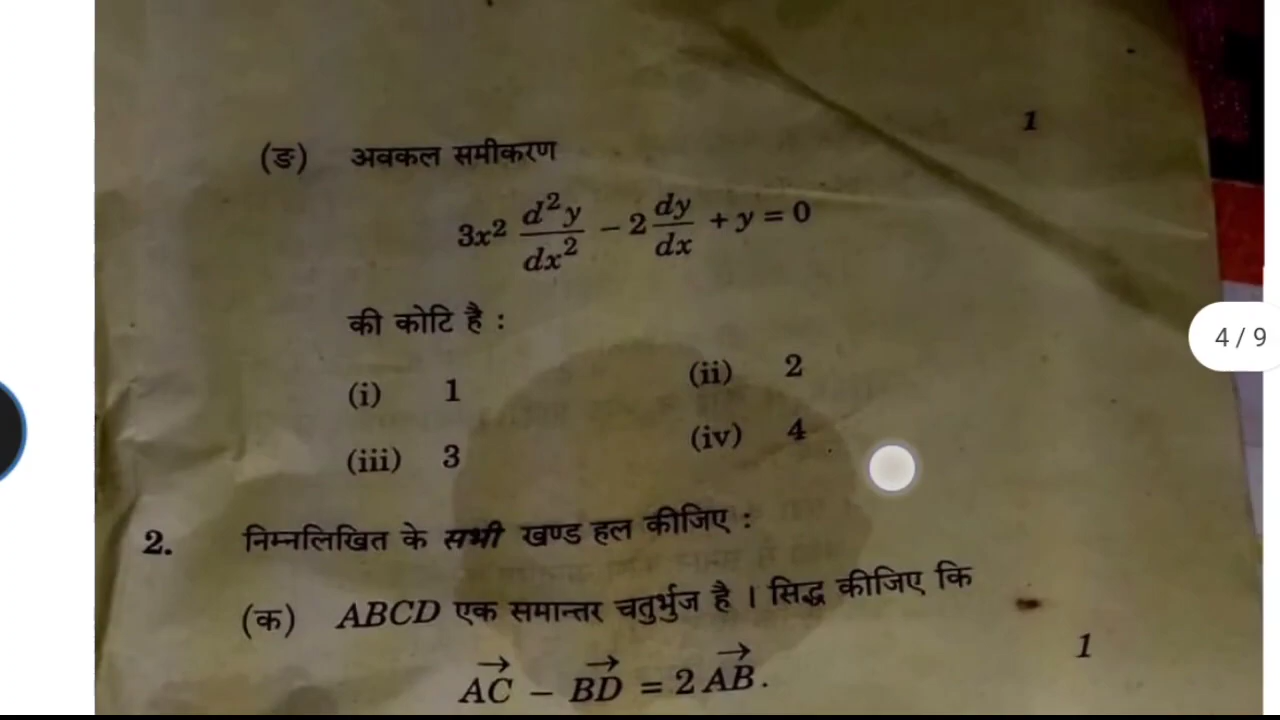 1
(ङ) अवकल समीकरण
3x² d²y/dx² − 2 dy/dx + y = 0
की कोटि है :
(i) 1 (ii) 2
(iii) 3 (iv) 4
2. निम्नलिखित के सभी खण्ड हल कीजिए :
(क) ABCD एक समान्तर चतुर्भुज है । सिद्ध कीजिए कि
1
→AC − →BD = 2 →AB.
4 / 9